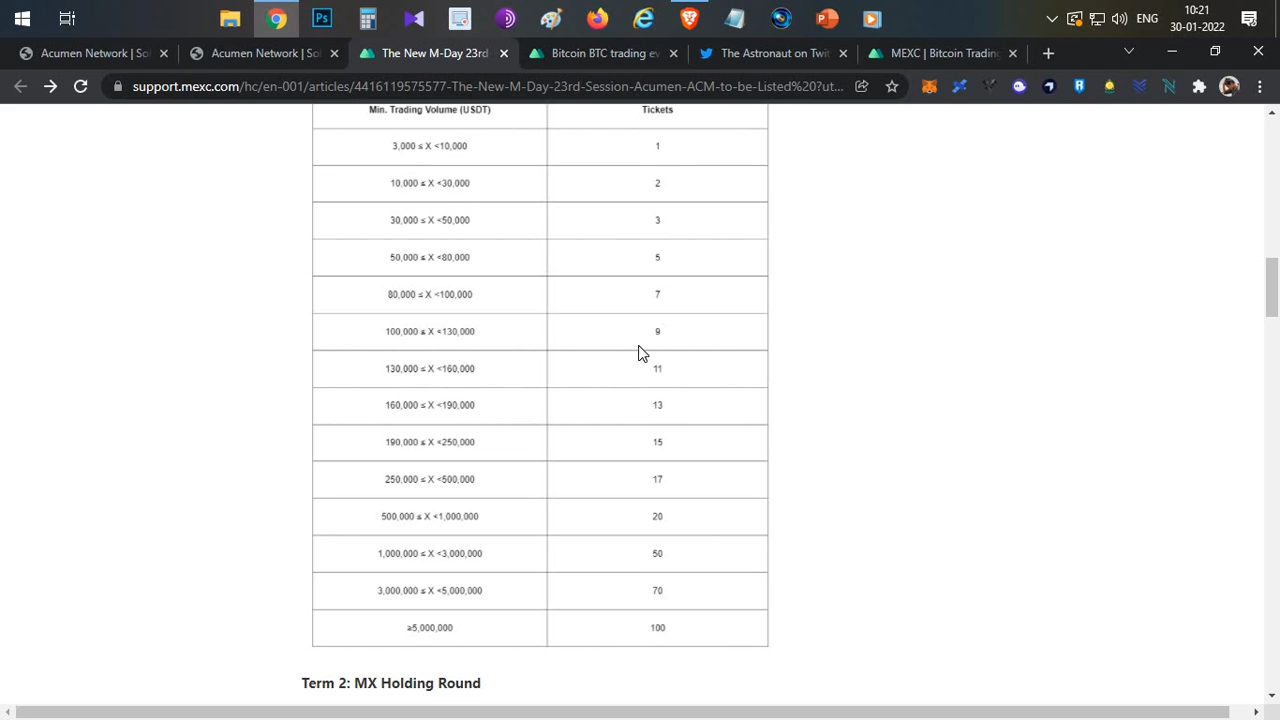 10:21
ENG
30-01-2022
Acumen Network | Sol
Acumen Network | Sol
The New M-Day 23rd
Bitcoin BTC trading ev
The Astronaut on Twit
MEXC | Bitcoin Trading
support.mexc.com/hc/en-001/articles/4416119575577-The-New-M-Day-23rd-Session-Acumen-ACM-to-be-Listed%20?ut...
Min. Trading Volume (USDT) Tickets
3,000 ≤ X <10,000 1
10,000 ≤ X <30,000 2
30,000 ≤ X <50,000 3
50,000 ≤ X <80,000 5
80,000 ≤ X <100,000 7
100,000 ≤ X <130,000 9
130,000 ≤ X <160,000 11
160,000 ≤ X <190,000 13
190,000 ≤ X <250,000 15
250,000 ≤ X <500,000 17
500,000 ≤ X <1,000,000 20
1,000,000 ≤ X <3,000,000 50
3,000,000 ≤ X <5,000,000 70
≥5,000,000 100
Term 2: MX Holding Round